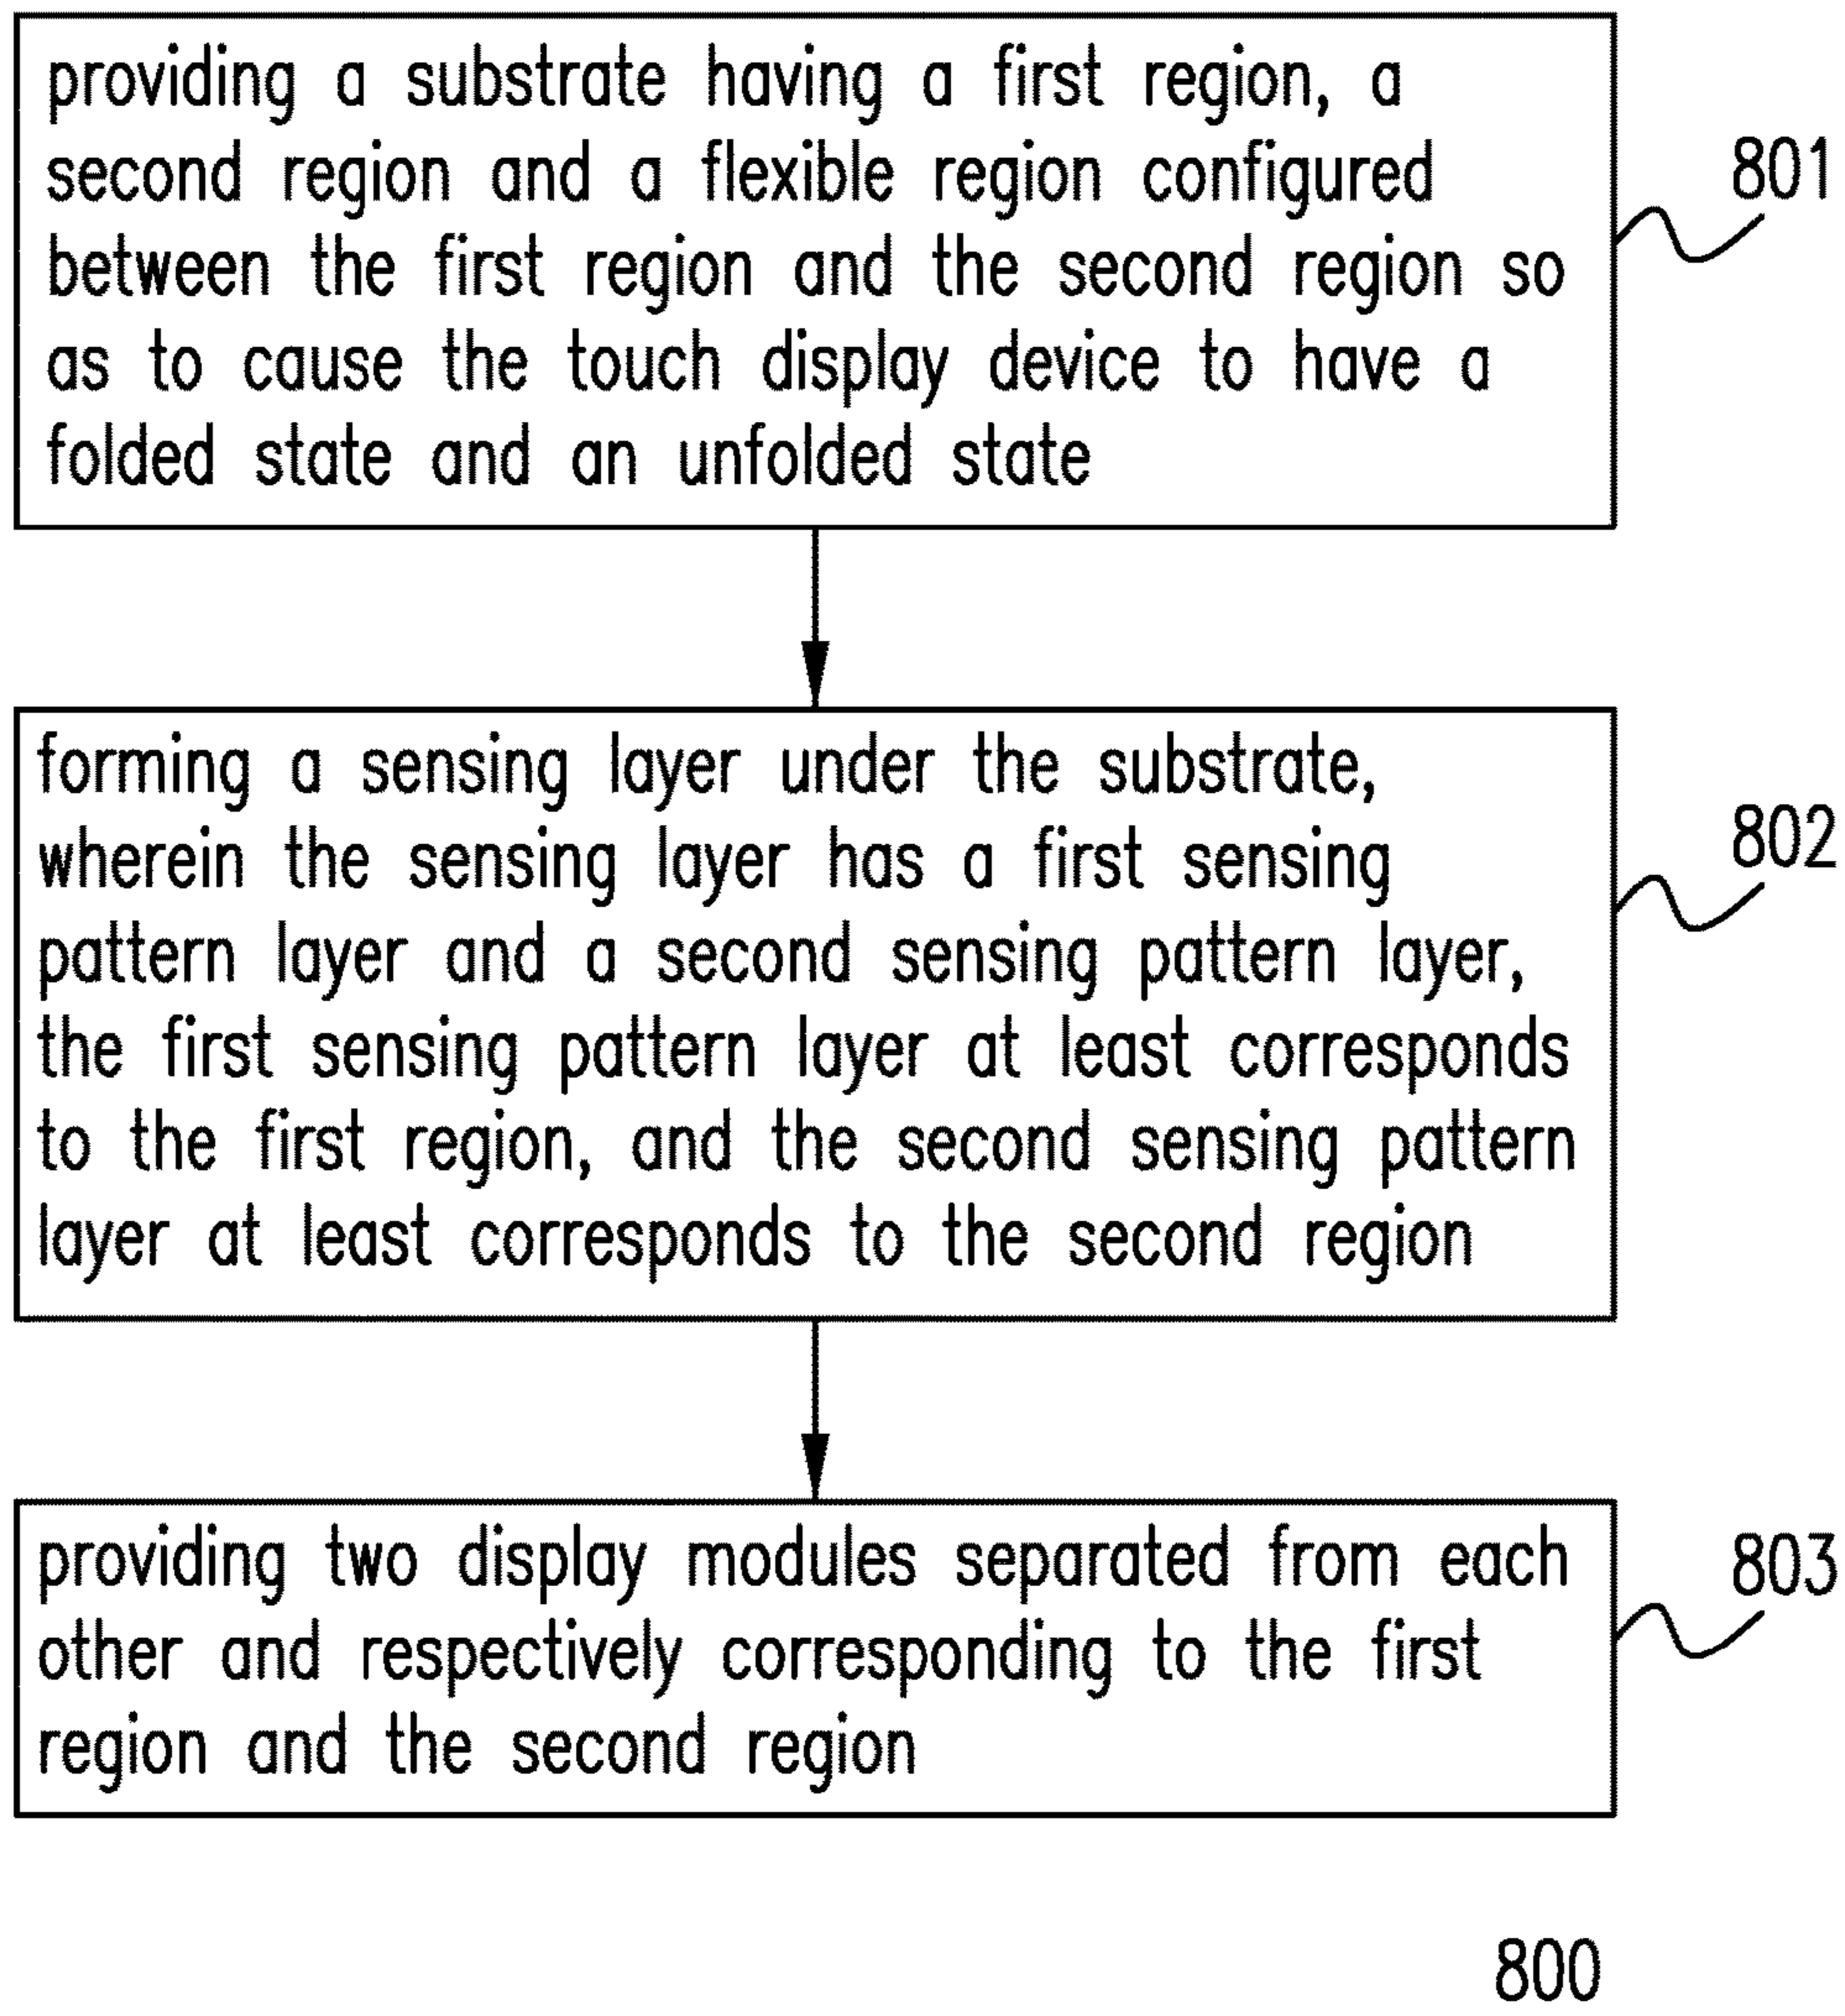 providing a substrate having a first region, a
second region and a flexible region configured
between the first region and the second region so
as to cause the touch display device to have a
folded state and an unfolded state
801
forming a sensing layer under the substrate,
wherein the sensing layer has a first sensing
pattern layer and a second sensing pattern layer,
the first sensing pattern layer at least corresponds
to the first region, and the second sensing pattern
layer at least corresponds to the second region
802
providing two display modules separated from each
other and respectively corresponding to the first
region and the second region
803
800